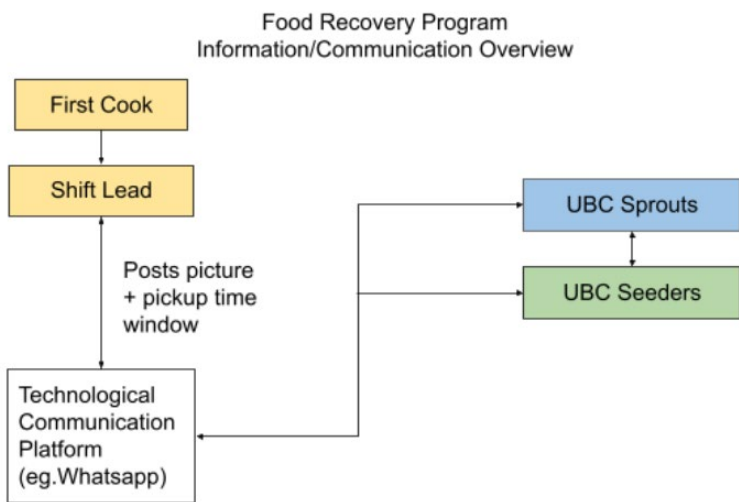 Food Recovery Program
Information/Communication Overview
First Cook
Shift Lead
Posts picture
+ pickup time
window
Technological
Communication
Platform
(eg.Whatsapp)
UBC Sprouts
UBC Seeders